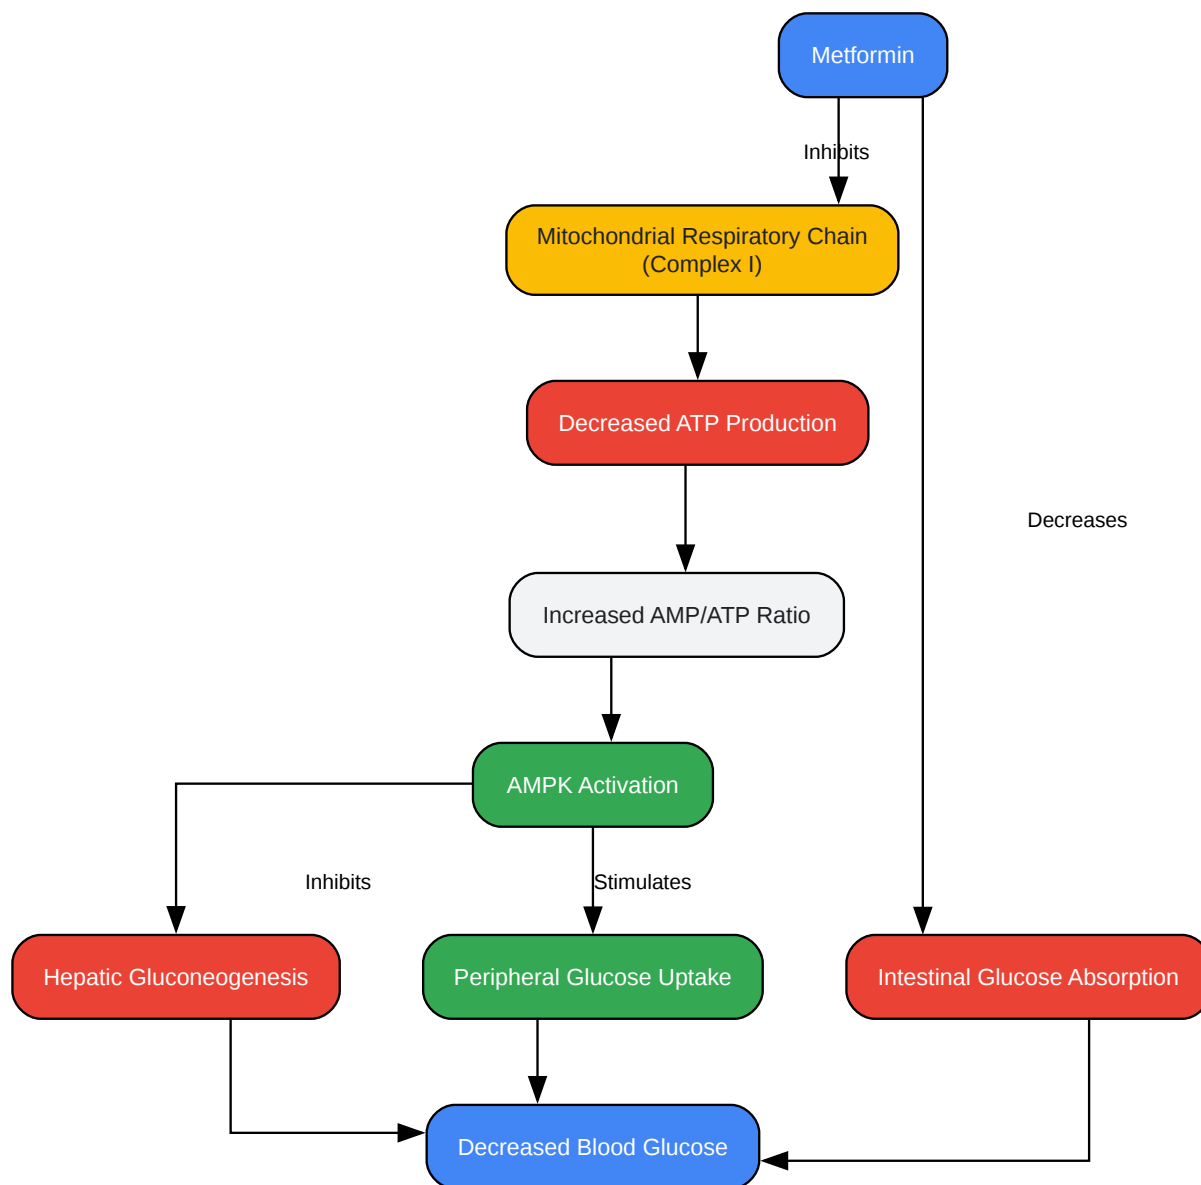 Metformin
Inhibits
Mitochondrial Respiratory Chain
(Complex I)
Decreased ATP Production
Decreases
Increased AMP/ATP Ratio
AMPK Activation
Inhibits
Stimulates
Hepatic Gluconeogenesis
Peripheral Glucose Uptake
Intestinal Glucose Absorption
Decreased Blood Glucose